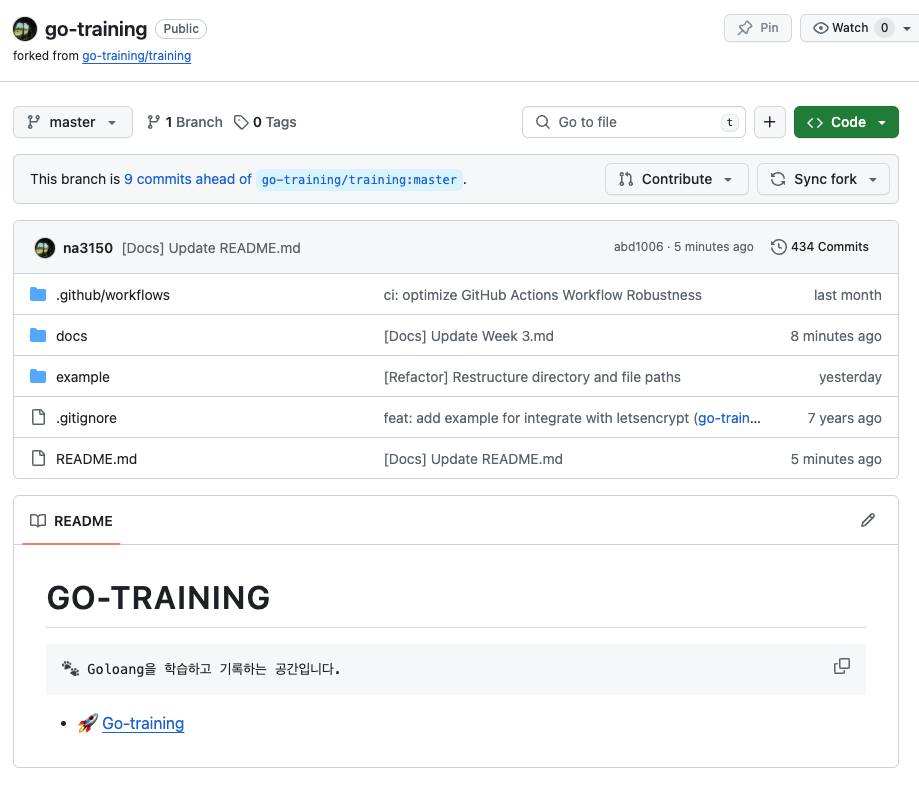 go-training Public Pin Watch 0
forked from go-training/training
master 1 Branch 0 Tags Go to file t + Code
This branch is 9 commits ahead of go-training/training:master. Contribute Sync fork
na3150 [Docs] Update README.md abd1006 · 5 minutes ago 434 Commits
.github/workflows ci: optimize GitHub Actions Workflow Robustness last month
docs [Docs] Update Week 3.md 8 minutes ago
example [Refactor] Restructure directory and file paths yesterday
.gitignore feat: add example for integrate with letsencrypt (go-train... 7 years ago
README.md [Docs] Update README.md 5 minutes ago
README
GO-TRAINING
🐾 Goloang을 학습하고 기록하는 공간입니다.
• 🚀 Go-training